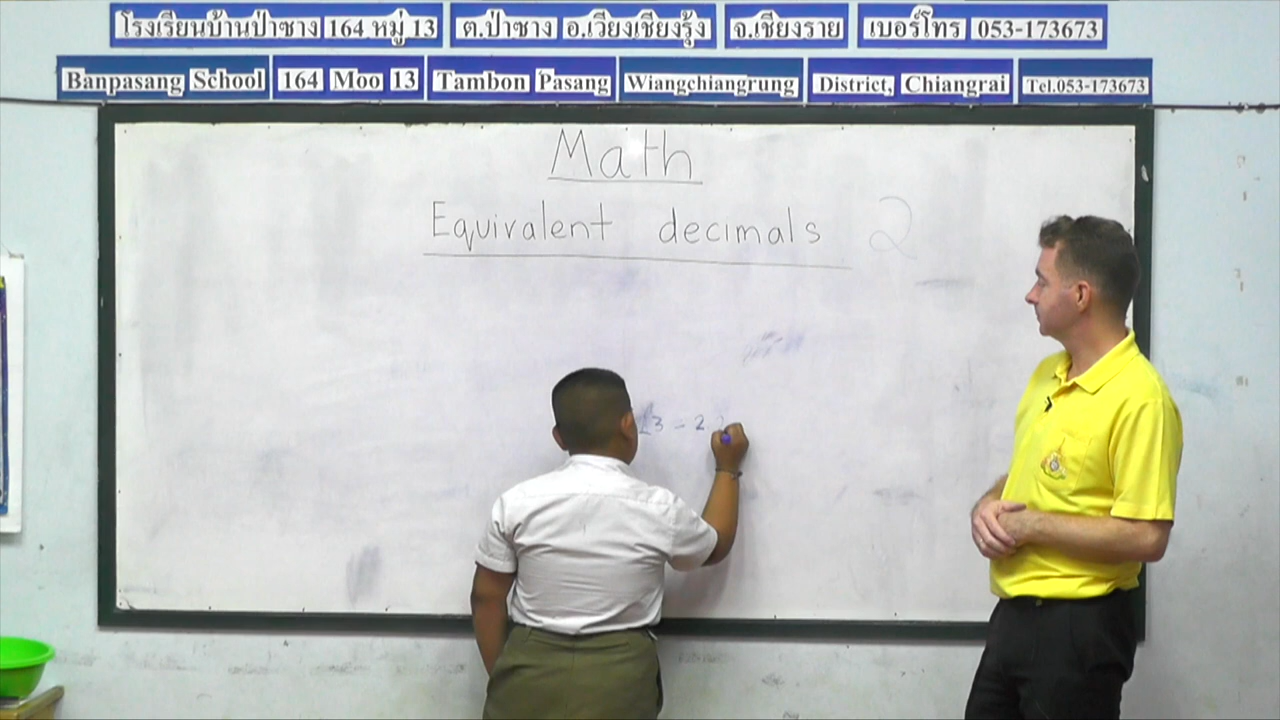 โรงเรียนบ้านป่าซาง 164 หมู่ 13 ต.ป่าซาง อ.เวียงเชียงรุ้ง จ.เชียงราย เบอร์โทร 053-173673
Banpasang School 164 Moo 13 Tambon Pasang Wiangchiangrung District, Chiangrai Tel.053-173673
Math
Equivalent decimals 2
3 = 2